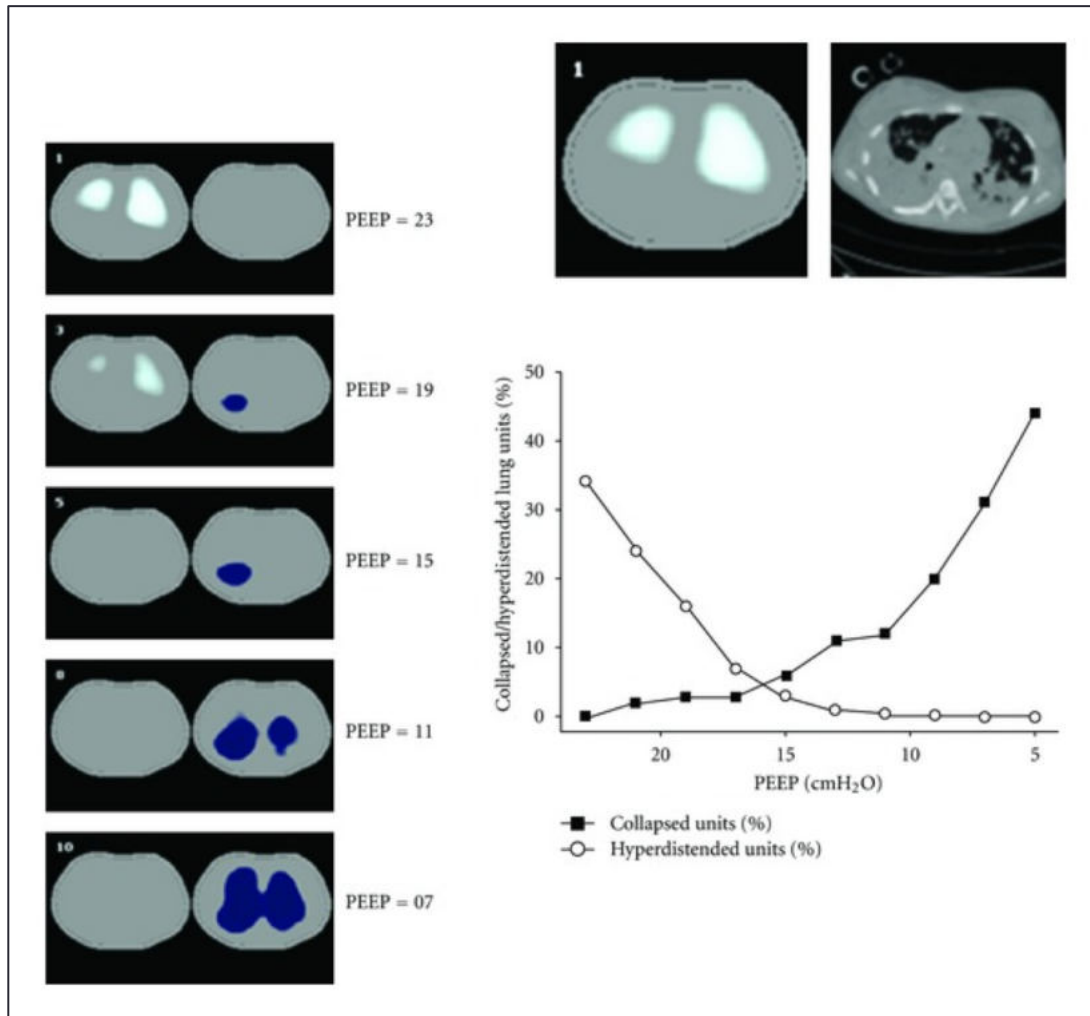 1
PEEP = 23
3
PEEP = 19
5
PEEP = 15
8
PEEP = 11
10
PEEP = 07
1
Collapsed/hyperdistended lung units (%)
50
40
30
20
10
0
20
15
10
5
PEEP (cmH₂O)
Collapsed units (%)
Hyperdistended units (%)